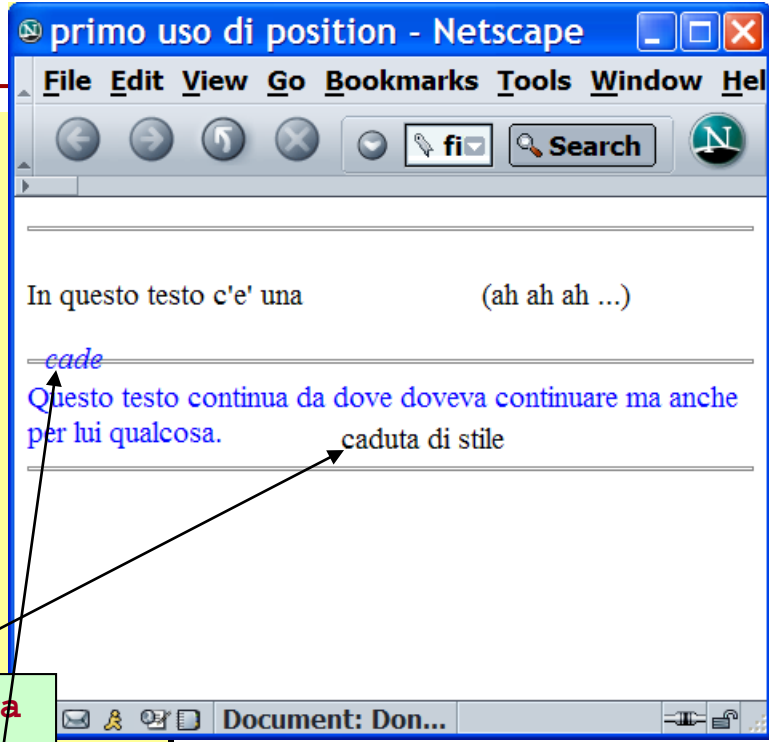 primo uso di position - Netscape
File Edit View Go Bookmarks Tools Window Hel
fi Search N
In questo testo c'e' una (ah ah ah ...)
cade
Questo testo continua da dove doveva continuare ma anche
per lui qualcosa.
caduta di stile
a
Document: Don...